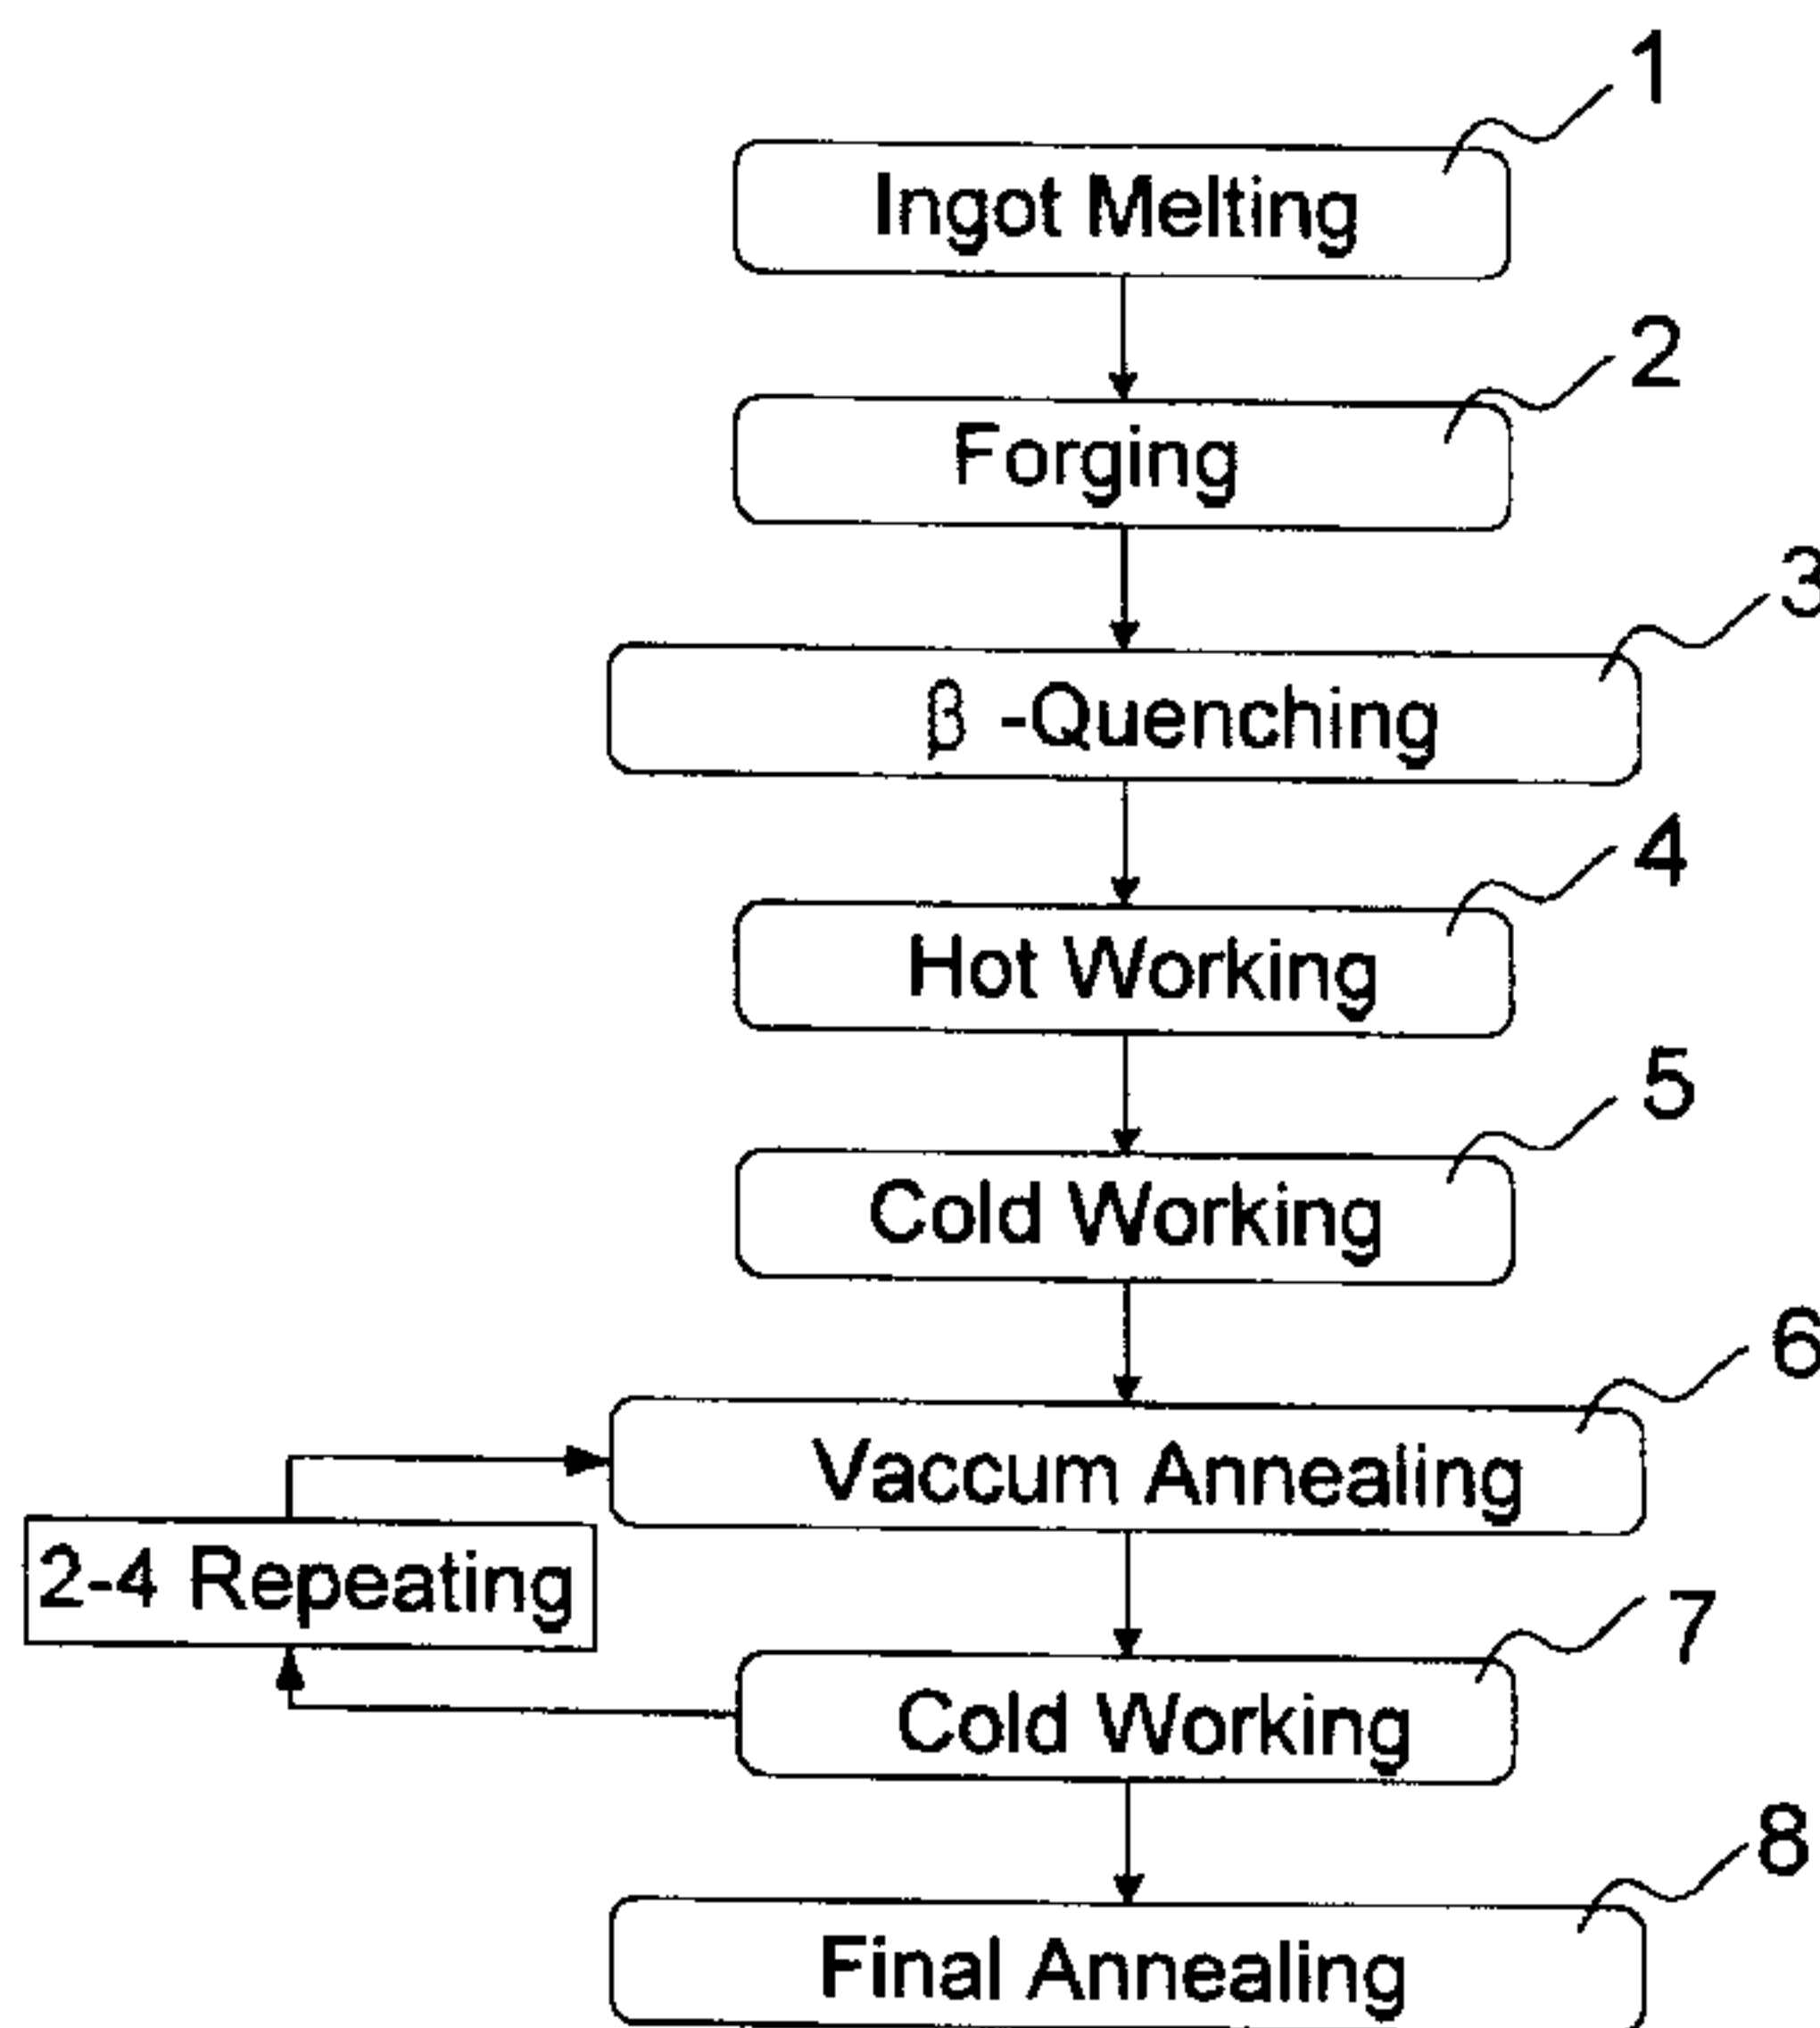 1
Ingot Melting
2
Forging
3
β -Quenching
4
Hot Working
5
Cold Working
6
Vaccum Annealing
2-4 Repeating
7
Cold Working
8
Final Annealing